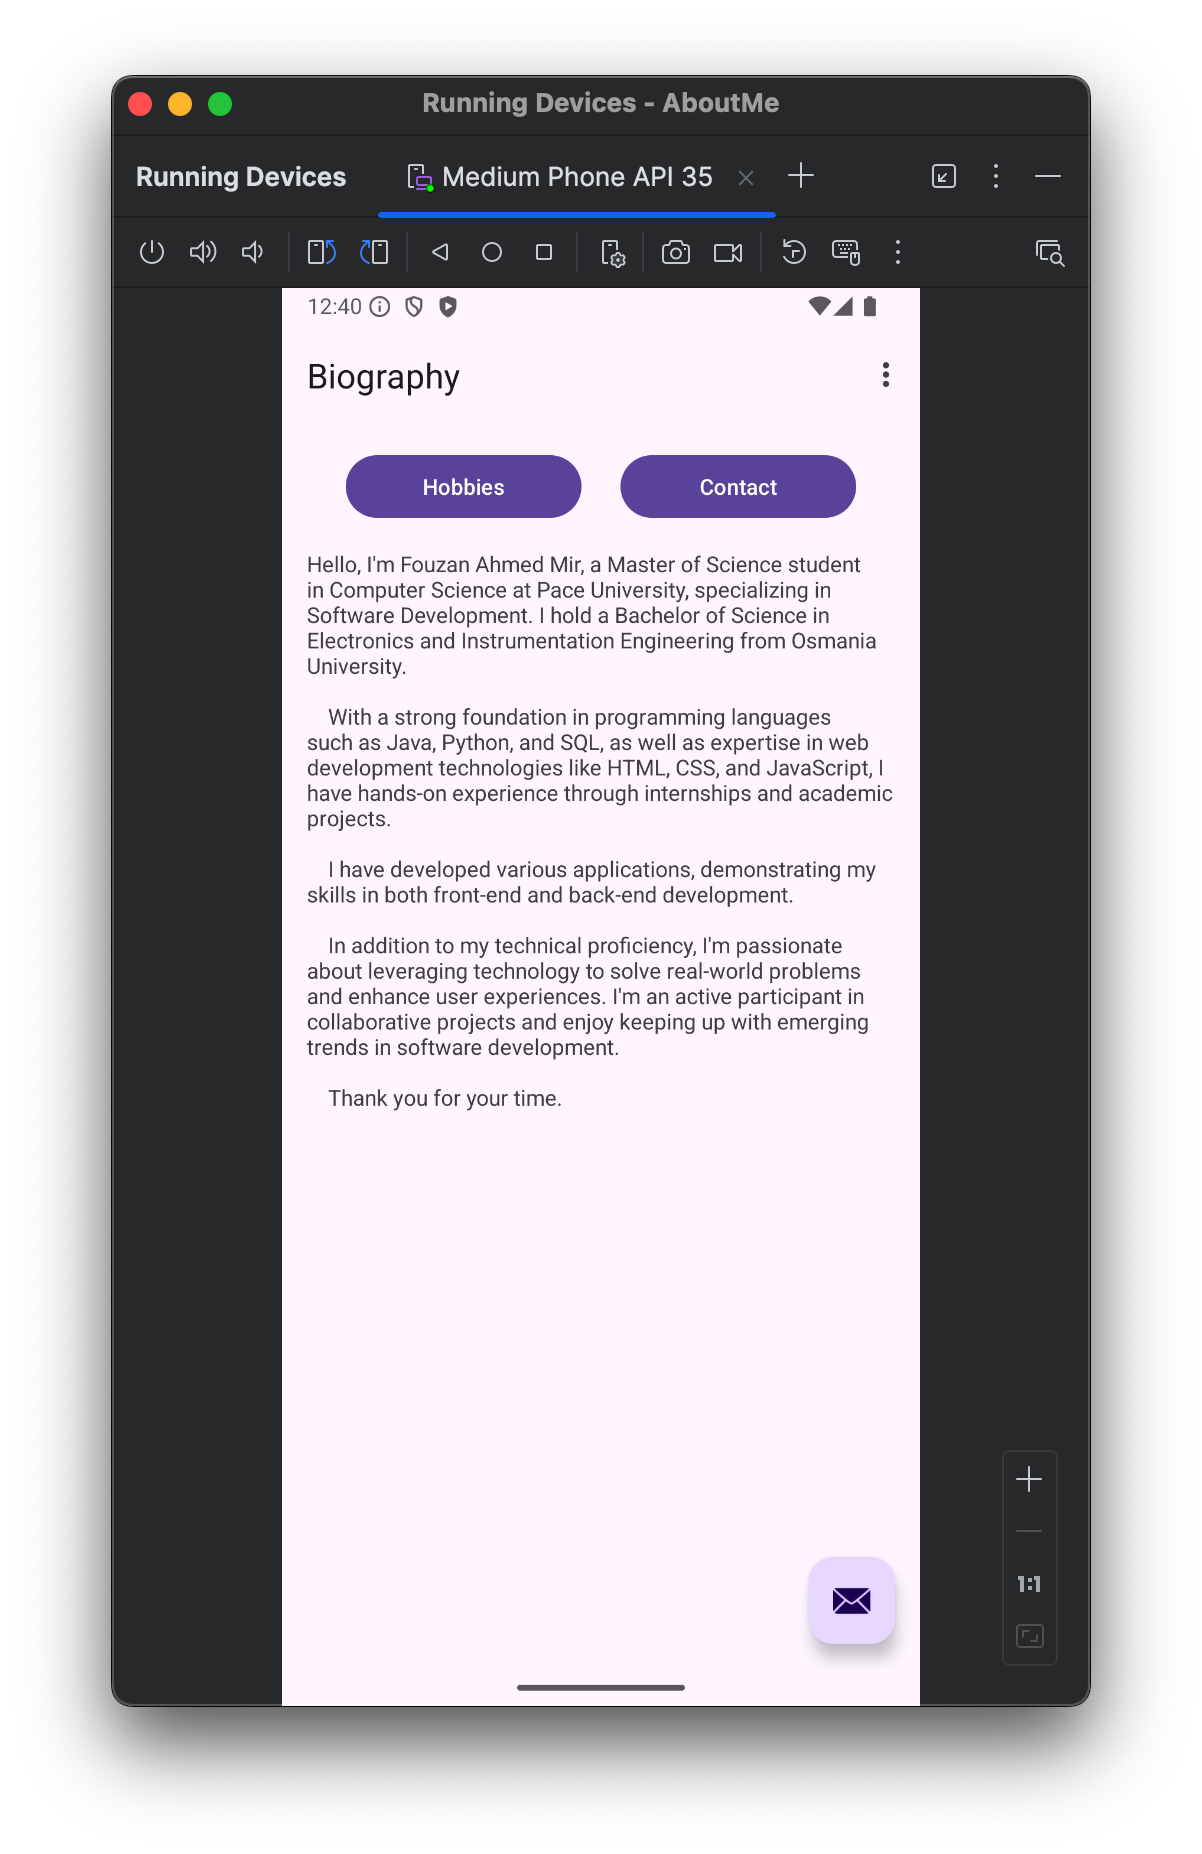 Running Devices - AboutMe
Running Devices
Medium Phone API 35
12:40
Biography
Hobbies
Contact
Hello, I'm Fouzan Ahmed Mir, a Master of Science student
in Computer Science at Pace University, specializing in
Software Development. I hold a Bachelor of Science in
Electronics and Instrumentation Engineering from Osmania
University.
With a strong foundation in programming languages
such as Java, Python, and SQL, as well as expertise in web
development technologies like HTML, CSS, and JavaScript, I
have hands-on experience through internships and academic
projects.
I have developed various applications, demonstrating my
skills in both front-end and back-end development.
In addition to my technical proficiency, I'm passionate
about leveraging technology to solve real-world problems
and enhance user experiences. I'm an active participant in
collaborative projects and enjoy keeping up with emerging
trends in software development.
Thank you for your time.
1:1